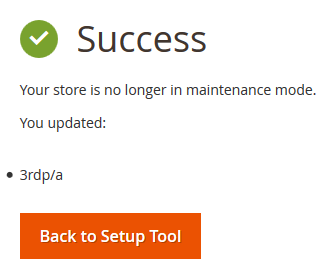 Success
Your store is no longer in maintenance mode.
You updated:
• 3rdp/a
Back to Setup Tool